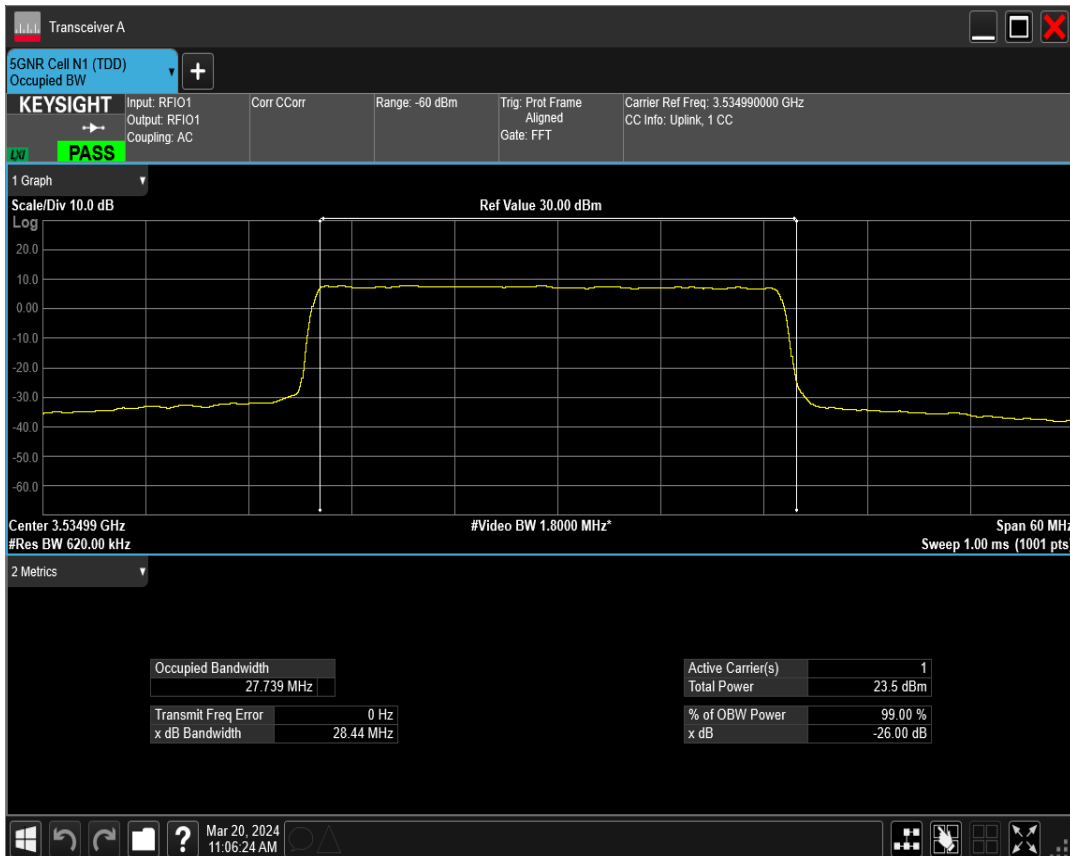 Transceiver A
5GNR Cell N1 (TDD)
Occupied BW
+
KEYSIGHT
LXI
PASS
Input: RFIO1
Output: RFIO1
Coupling: AC
Corr CCorr
Range: -60 dBm
Trig: Prot Frame
Aligned
Gate: FFT
Carrier Ref Freq: 3.534990000 GHz
CC Info: Uplink, 1 CC
1 Graph
Scale/Div 10.0 dB
Ref Value 30.00 dBm
Log
20.0
10.0
0.00
-10.0
-20.0
-30.0
-40.0
-50.0
-60.0
Center 3.53499 GHz
#Video BW 1.8000 MHz*
Span 60 MHz
#Res BW 620.00 kHz
Sweep 1.00 ms (1001 pts)
2 Metrics
Occupied Bandwidth
27.739 MHz
Transmit Freq Error 0 Hz
x dB Bandwidth 28.44 MHz
Active Carrier(s) 1
Total Power 23.5 dBm
% of OBW Power 99.00 %
x dB -26.00 dB
?
Mar 20, 2024
11:06:24 AM